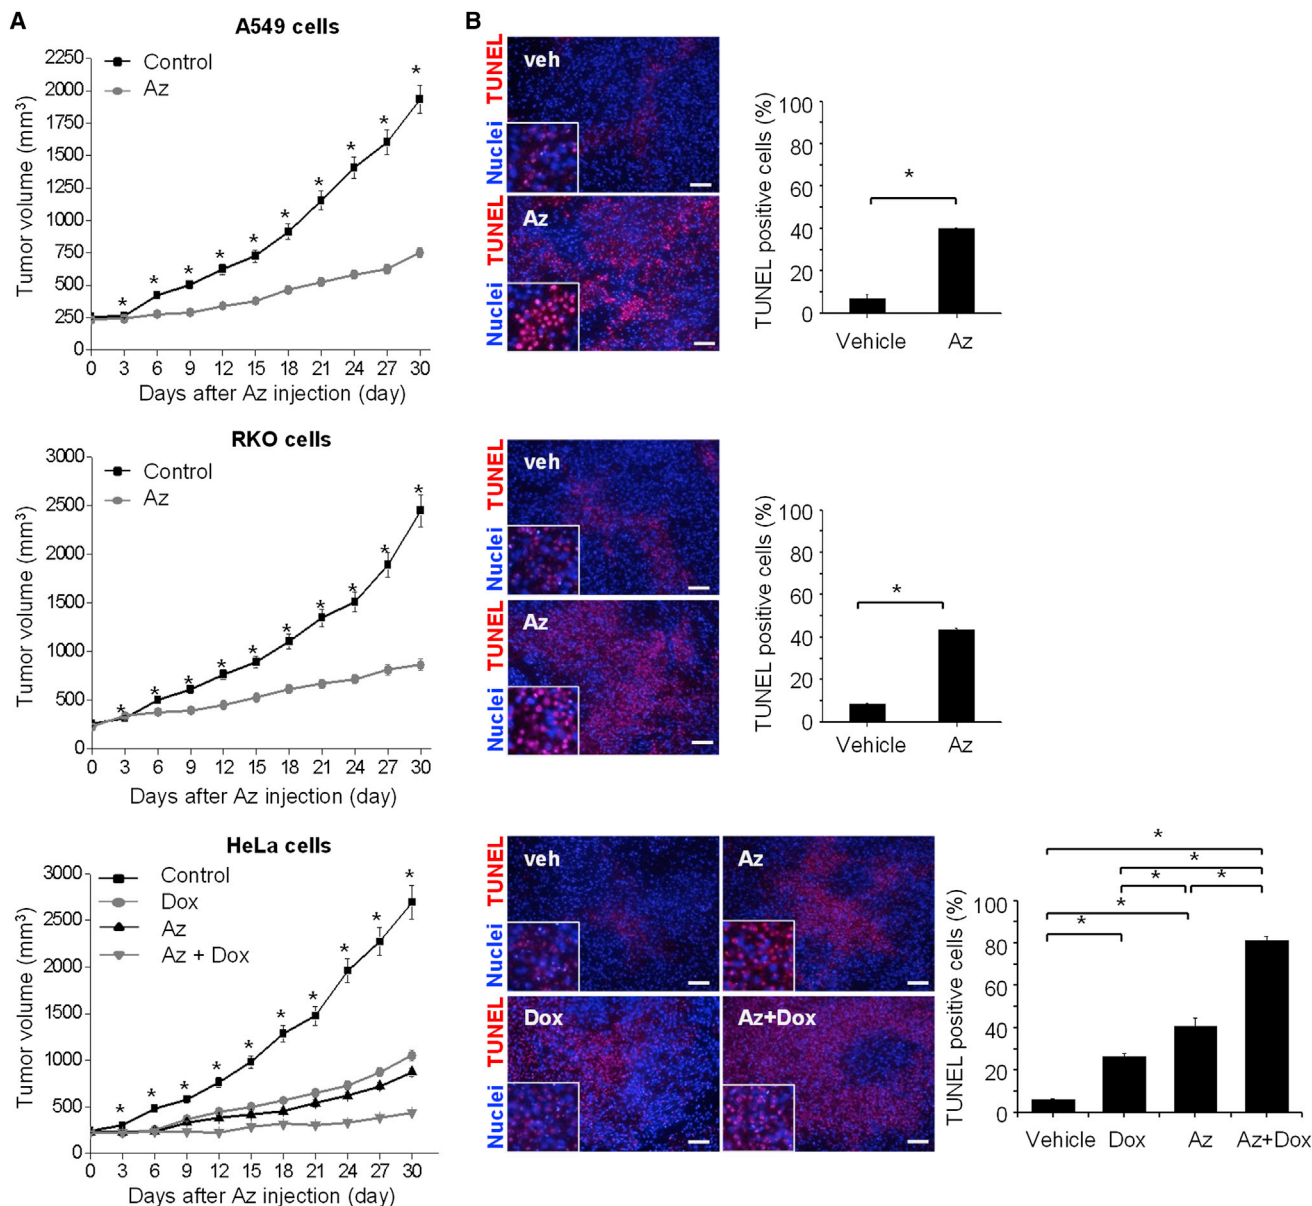 A
A549 cells
Control
Az
Tumor volume (mm³)
2250
2000
1750
1500
1250
1000
750
500
250
0
* * * * * * * * * *
0 3 6 9 12 15 18 21 24 27 30
Days after Az injection (day)
RKO cells
Control
Az
Tumor volume (mm³)
3000
2500
2000
1500
1000
500
0
* * * * * * * * * *
0 3 6 9 12 15 18 21 24 27 30
Days after Az injection (day)
HeLa cells
Control
Dox
Az
Az + Dox
Tumor volume (mm³)
3000
2500
2000
1500
1000
500
0
* * * * * * * * * *
0 3 6 9 12 15 18 21 24 27 30
Days after Az injection (day)
B
Nuclei TUNEL
veh
Nuclei TUNEL
Az
TUNEL positive cells (%)
100
80
60
40
20
0
*
Vehicle Az
Nuclei TUNEL
veh
Nuclei TUNEL
Az
TUNEL positive cells (%)
100
80
60
40
20
0
*
Vehicle Az
Nuclei TUNEL
veh
Az
Nuclei TUNEL
Dox
Az+Dox
TUNEL positive cells (%)
100
80
60
40
20
0
*
*
* *
*
*
Vehicle Dox Az Az+Dox